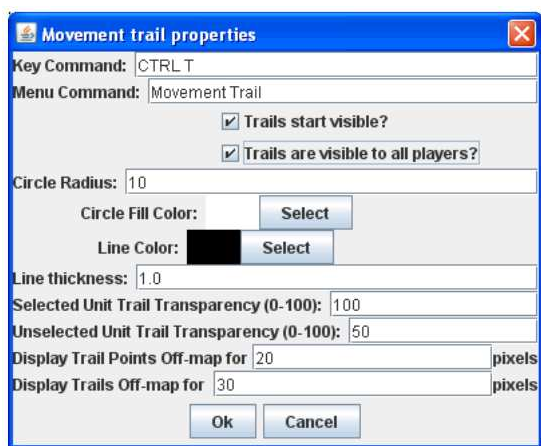 Movement trail properties
Key Command: CTRL T
Menu Command: Movement Trail
Trails start visible?
Trails are visible to all players?
Circle Radius: 10
Circle Fill Color: Select
Line Color: Select
Line thickness: 1.0
Selected Unit Trail Transparency (0-100): 100
Unselected Unit Trail Transparency (0-100): 50
Display Trail Points Off-map for 20 pixels
Display Trails Off-map for 30 pixels
Ok Cancel